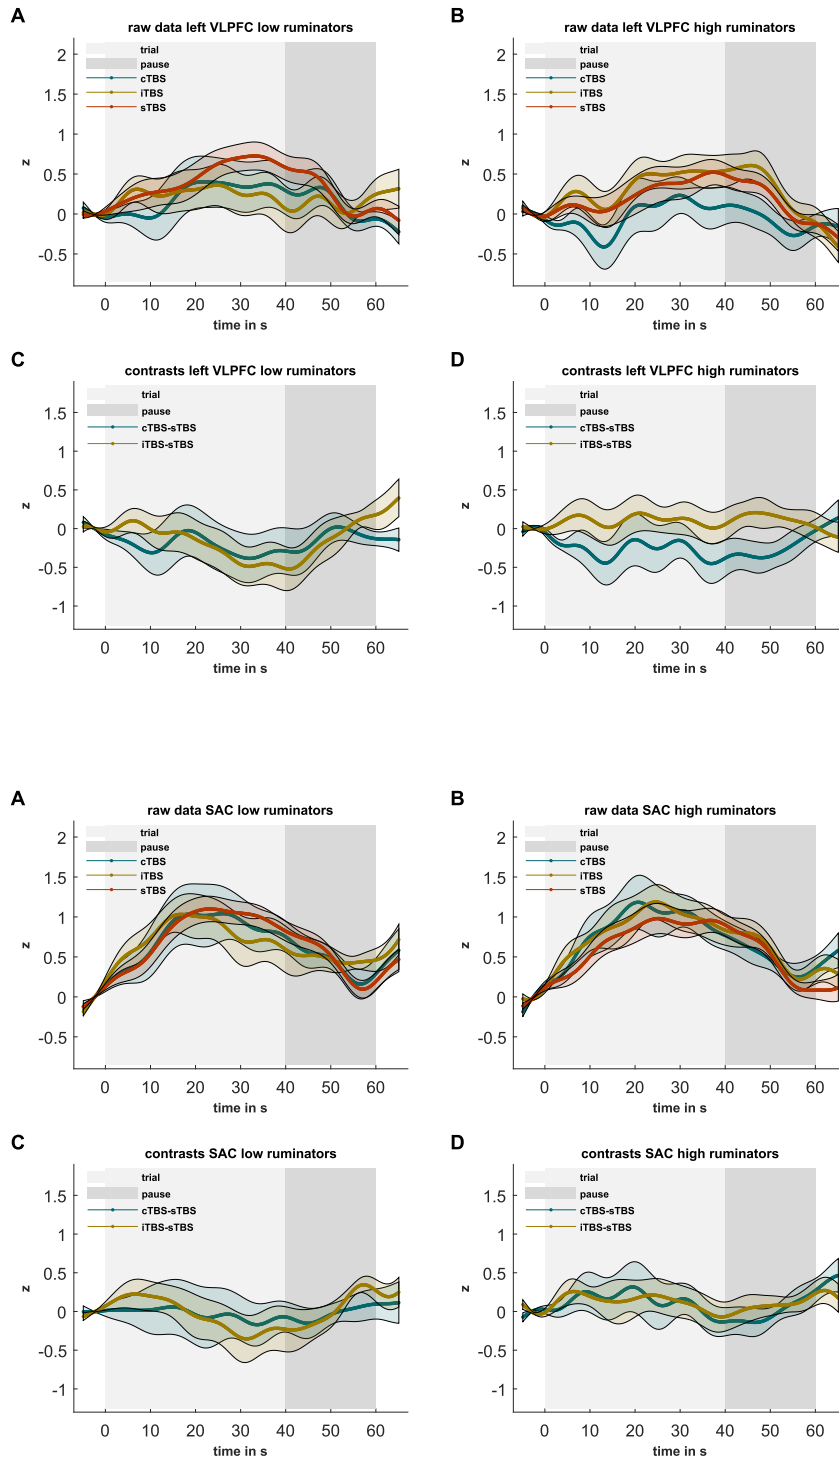 A
raw data left VLPFC low ruminators
trial
pause
cTBS
iTBS
sTBS
2
1.5
1
0.5
0
-0.5
z
0 10 20 30 40 50 60
time in s
B
raw data left VLPFC high ruminators
trial
pause
cTBS
iTBS
sTBS
2
1.5
1
0.5
0
-0.5
z
0 10 20 30 40 50 60
time in s
C
contrasts left VLPFC low ruminators
trial
pause
cTBS-sTBS
iTBS-sTBS
1.5
1
0.5
0
-0.5
-1
z
0 10 20 30 40 50 60
time in s
D
contrasts left VLPFC high ruminators
trial
pause
cTBS-sTBS
iTBS-sTBS
1.5
1
0.5
0
-0.5
-1
z
0 10 20 30 40 50 60
time in s
A
raw data SAC low ruminators
trial
pause
cTBS
iTBS
sTBS
2
1.5
1
0.5
0
-0.5
z
0 10 20 30 40 50 60
time in s
B
raw data SAC high ruminators
trial
pause
cTBS
iTBS
sTBS
2
1.5
1
0.5
0
-0.5
z
0 10 20 30 40 50 60
time in s
C
contrasts SAC low ruminators
trial
pause
cTBS-sTBS
iTBS-sTBS
1.5
1
0.5
0
-0.5
-1
z
0 10 20 30 40 50 60
time in s
D
contrasts SAC high ruminators
trial
pause
cTBS-sTBS
iTBS-sTBS
1.5
1
0.5
0
-0.5
-1
z
0 10 20 30 40 50 60
time in s